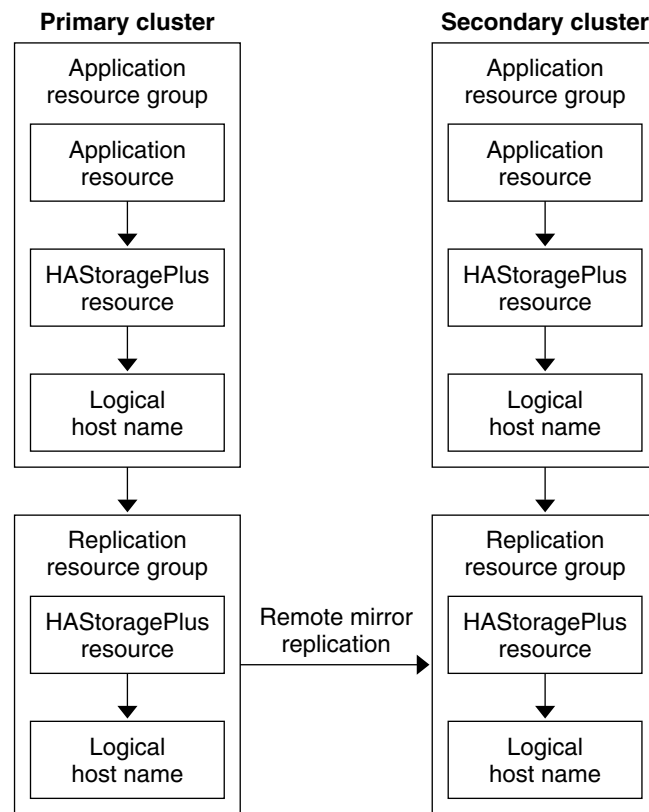 Primary cluster
Application
resource group
Application
resource
HAStoragePlus
resource
Logical
host name
Replication
resource group
HAStoragePlus
resource
Logical
host name
Remote mirror
replication
Secondary cluster
Application
resource group
Application
resource
HAStoragePlus
resource
Logical
host name
Replication
resource group
HAStoragePlus
resource
Logical
host name